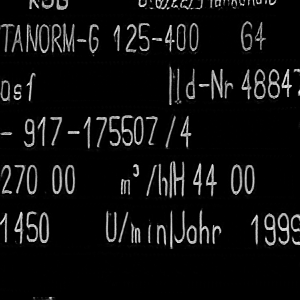 KSB
TANORM-G 125-400 G4
asf Id-Nr 48847
- 917-175507/4
270 00 m³/h H 44 00
1450 U/min Jahr 1999